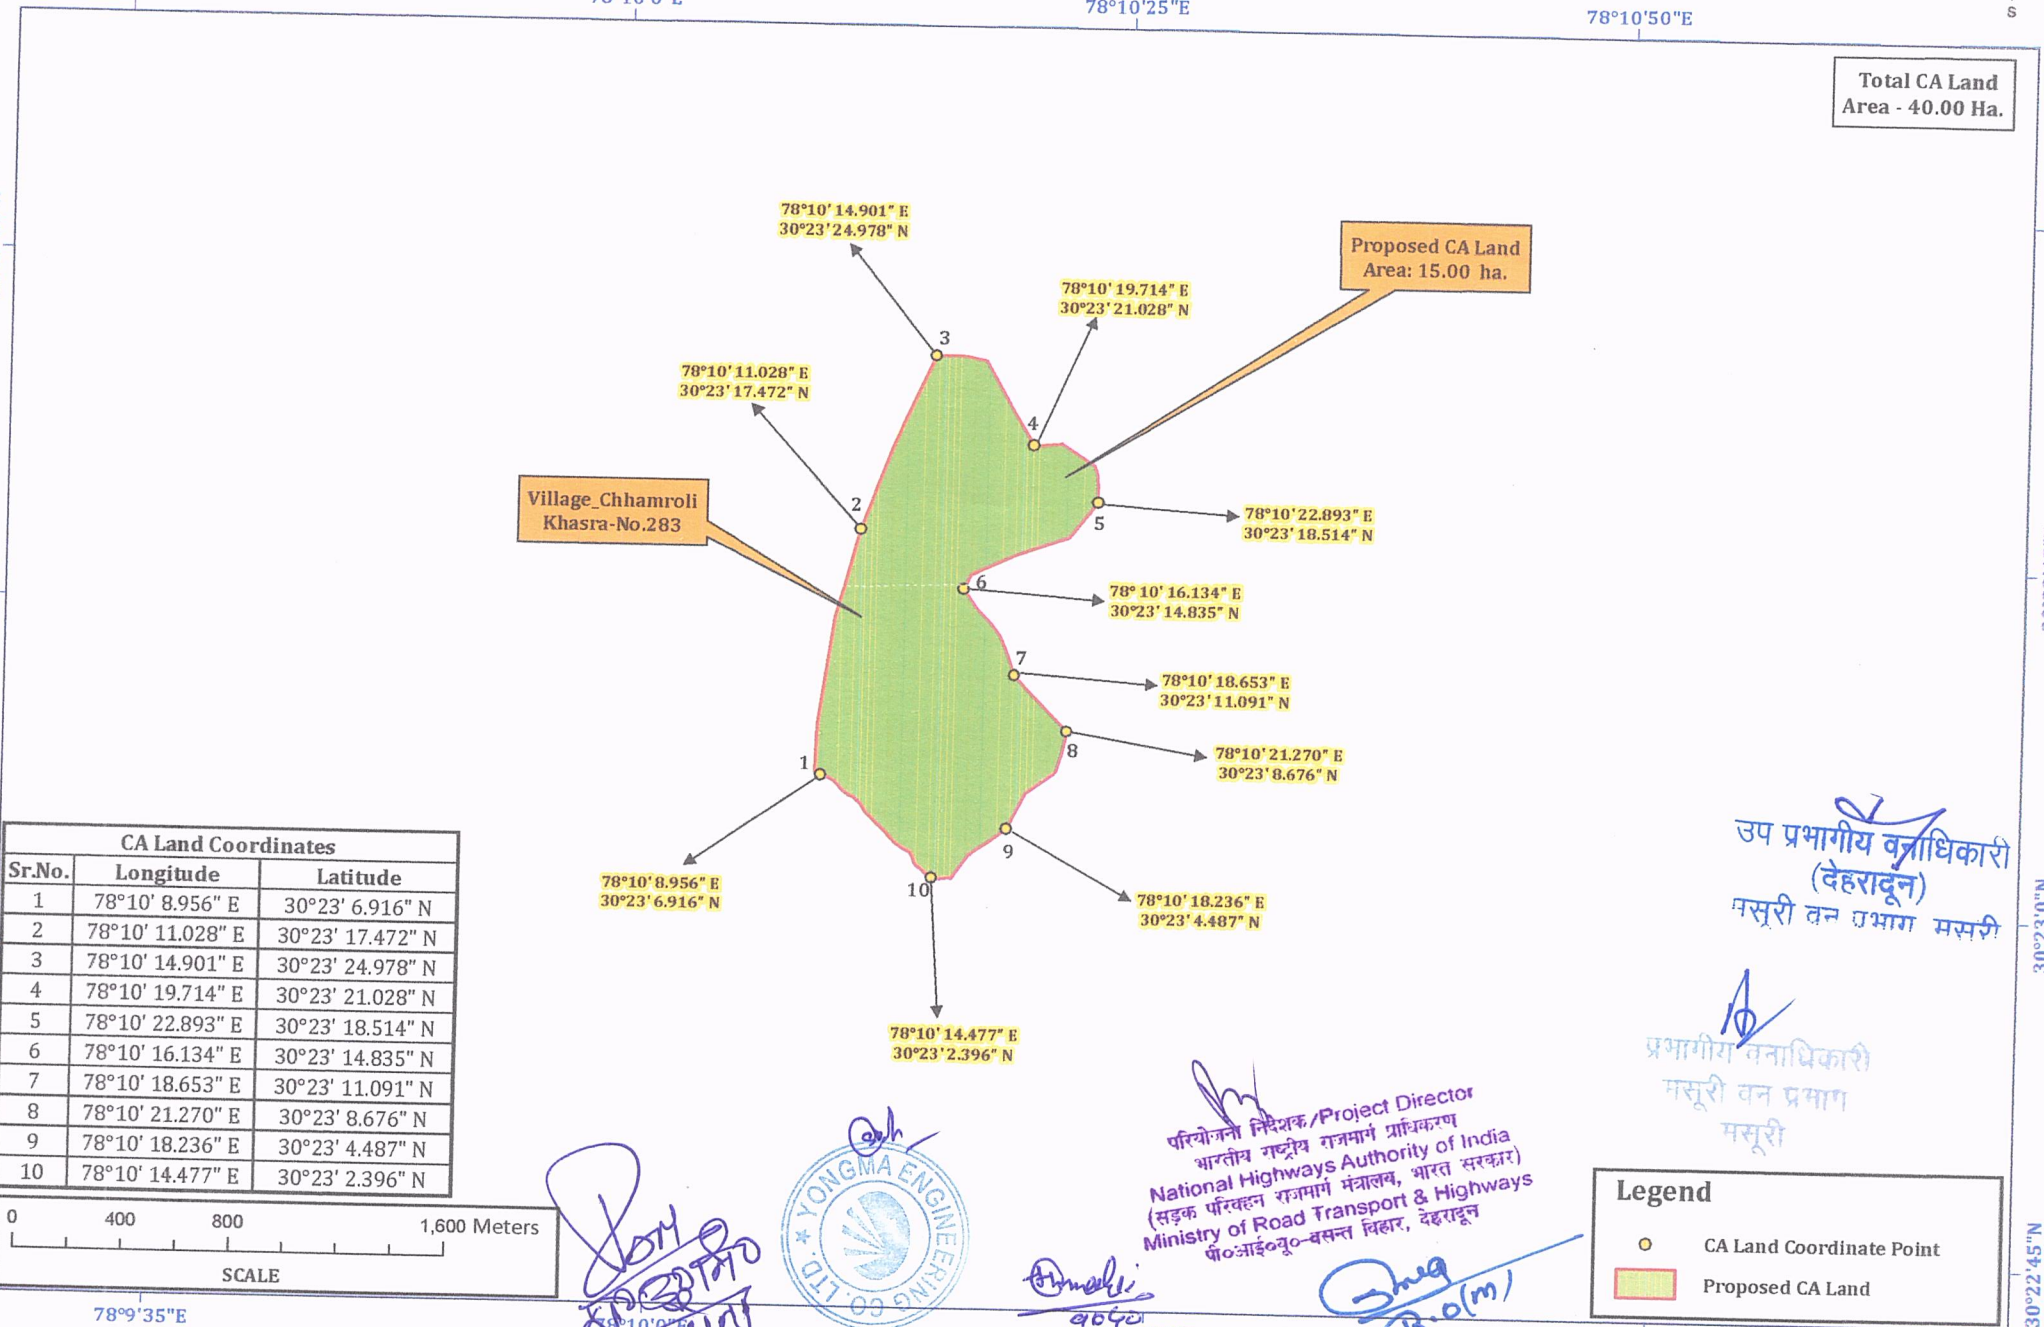 78°10'25"E
78°10'50"E
S
Total CA Land
Area - 40.00 Ha.
78°10' 14.901" E
30°23' 24.978" N
Proposed CA Land
Area: 15.00 ha.
78°10' 19.714" E
30°23' 21.028" N
3
78°10' 11.028" E
30°23' 17.472" N
4
Village_Chhamroli
Khasra-No.283
2
5
78°10' 22.893" E
30°23' 18.514" N
6
78°10' 16.134" E
30°23' 14.835" N
7
78°10' 18.653" E
30°23' 11.091" N
8
78°10' 21.270" E
30°23' 8.676" N
1
9
78°10' 8.956" E
30°23' 6.916" N
10
78°10' 18.236" E
30°23' 4.487" N
78°10' 14.477" E
30°23' 2.396" N
CA Land Coordinates
Sr.No. Longitude Latitude
1 78°10' 8.956" E 30°23' 6.916" N
2 78°10' 11.028" E 30°23' 17.472" N
3 78°10' 14.901" E 30°23' 24.978" N
4 78°10' 19.714" E 30°23' 21.028" N
5 78°10' 22.893" E 30°23' 18.514" N
6 78°10' 16.134" E 30°23' 14.835" N
7 78°10' 18.653" E 30°23' 11.091" N
8 78°10' 21.270" E 30°23' 8.676" N
9 78°10' 18.236" E 30°23' 4.487" N
10 78°10' 14.477" E 30°23' 2.396" N
0 400 800 1,600 Meters
SCALE
78°9'35"E
उप प्रभागीय वनाधिकारी
(देहरादून)
मसूरी वन प्रभाग मसूरी
30°23'0"N
प्रभागीय वनाधिकारी
मसूरी वन प्रभाग
मसूरी
YONGMA ENGINEERING CO. LTD.
परियोजना निदेशक/Project Director
भारतीय राष्ट्रीय राजमार्ग प्राधिकरण
National Highways Authority of India
(सड़क परिवहन राजमार्ग मंत्रालय, भारत सरकार)
Ministry of Road Transport & Highways
पी०आई०यू०-वसन्त विहार, देहरादून
Legend
CA Land Coordinate Point
Proposed CA Land
30°22'45"N